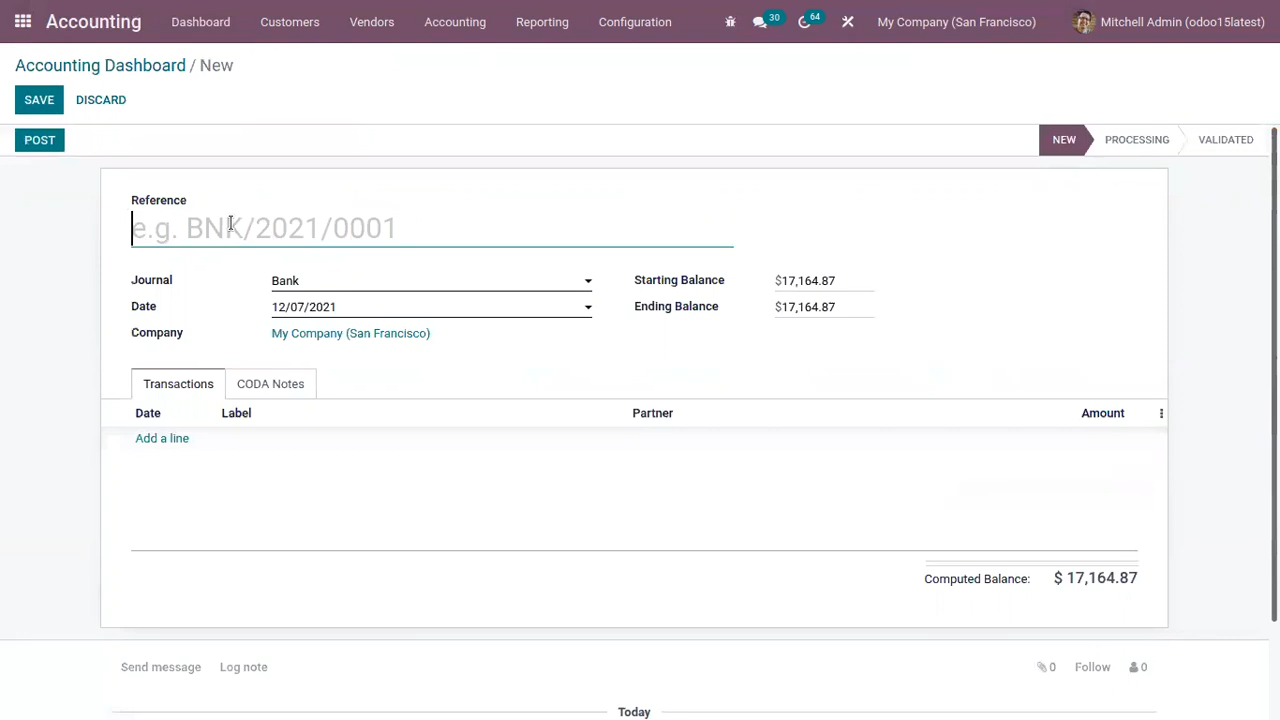 Accounting Dashboard Customers Vendors Accounting Reporting Configuration 30 64 My Company (San Francisco) Mitchell Admin (odoo15latest)
Accounting Dashboard / New
SAVE DISCARD
POST NEW PROCESSING VALIDATED
Reference
e.g. BNK/2021/0001
Journal Bank Starting Balance $17,164.87
Date 12/07/2021 Ending Balance $17,164.87
Company My Company (San Francisco)
Transactions CODA Notes
Date Label Partner Amount
Add a line
Computed Balance: $ 17,164.87
Send message Log note 0 Follow 0
Today